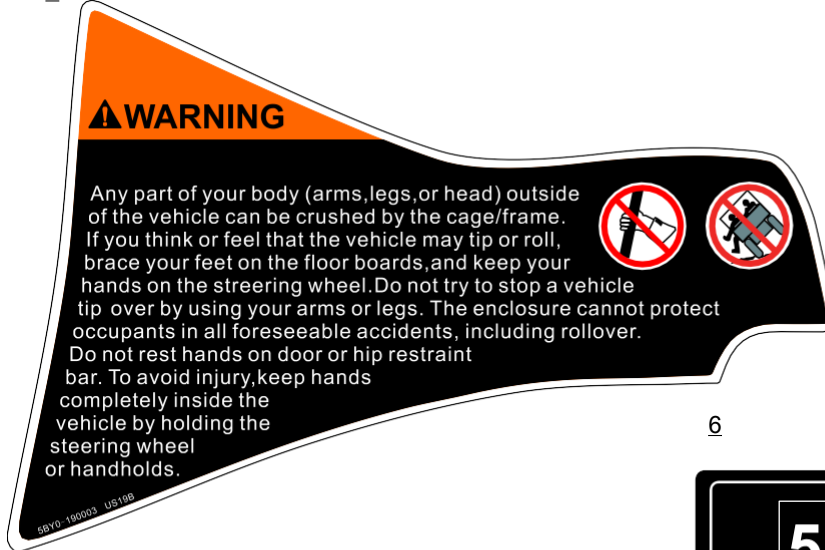 WARNING
Any part of your body (arms,legs,or head) outside
of the vehicle can be crushed by the cage/frame.
If you think or feel that the vehicle may tip or roll,
brace your feet on the floor boards,and keep your
hands on the streering wheel.Do not try to stop a vehicle
tip over by using your arms or legs. The enclosure cannot protect
occupants in all foreseeable accidents, including rollover.
Do not rest hands on door or hip restraint
bar. To avoid injury,keep hands
completely inside the
vehicle by holding the
steering wheel
or handholds.
5BY0-190003 US19B
6
5